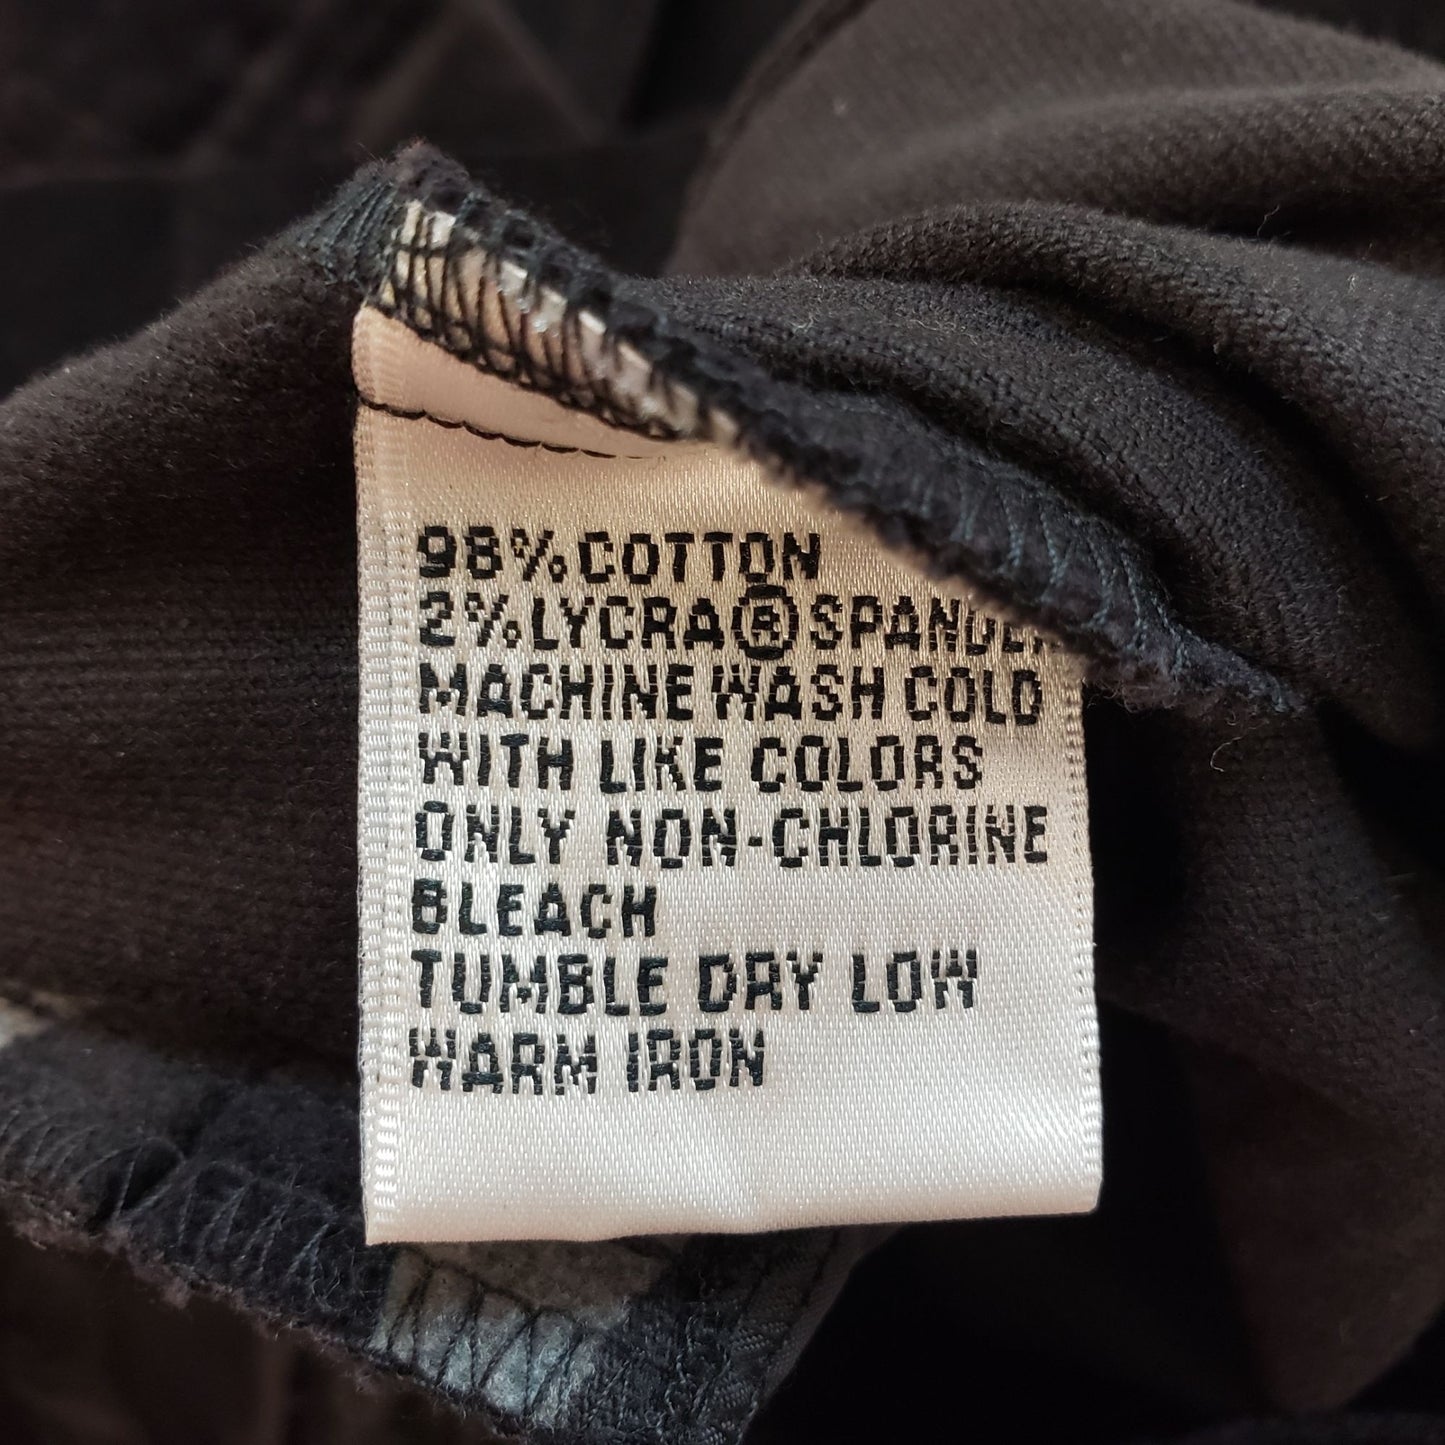 98% COTTON
2% LYCRA® SPANDE
MACHINE WASH COLD
WITH LIKE COLORS
ONLY NON-CHLORINE
BLEACH
TUMBLE DRY LOW
WARM IRON